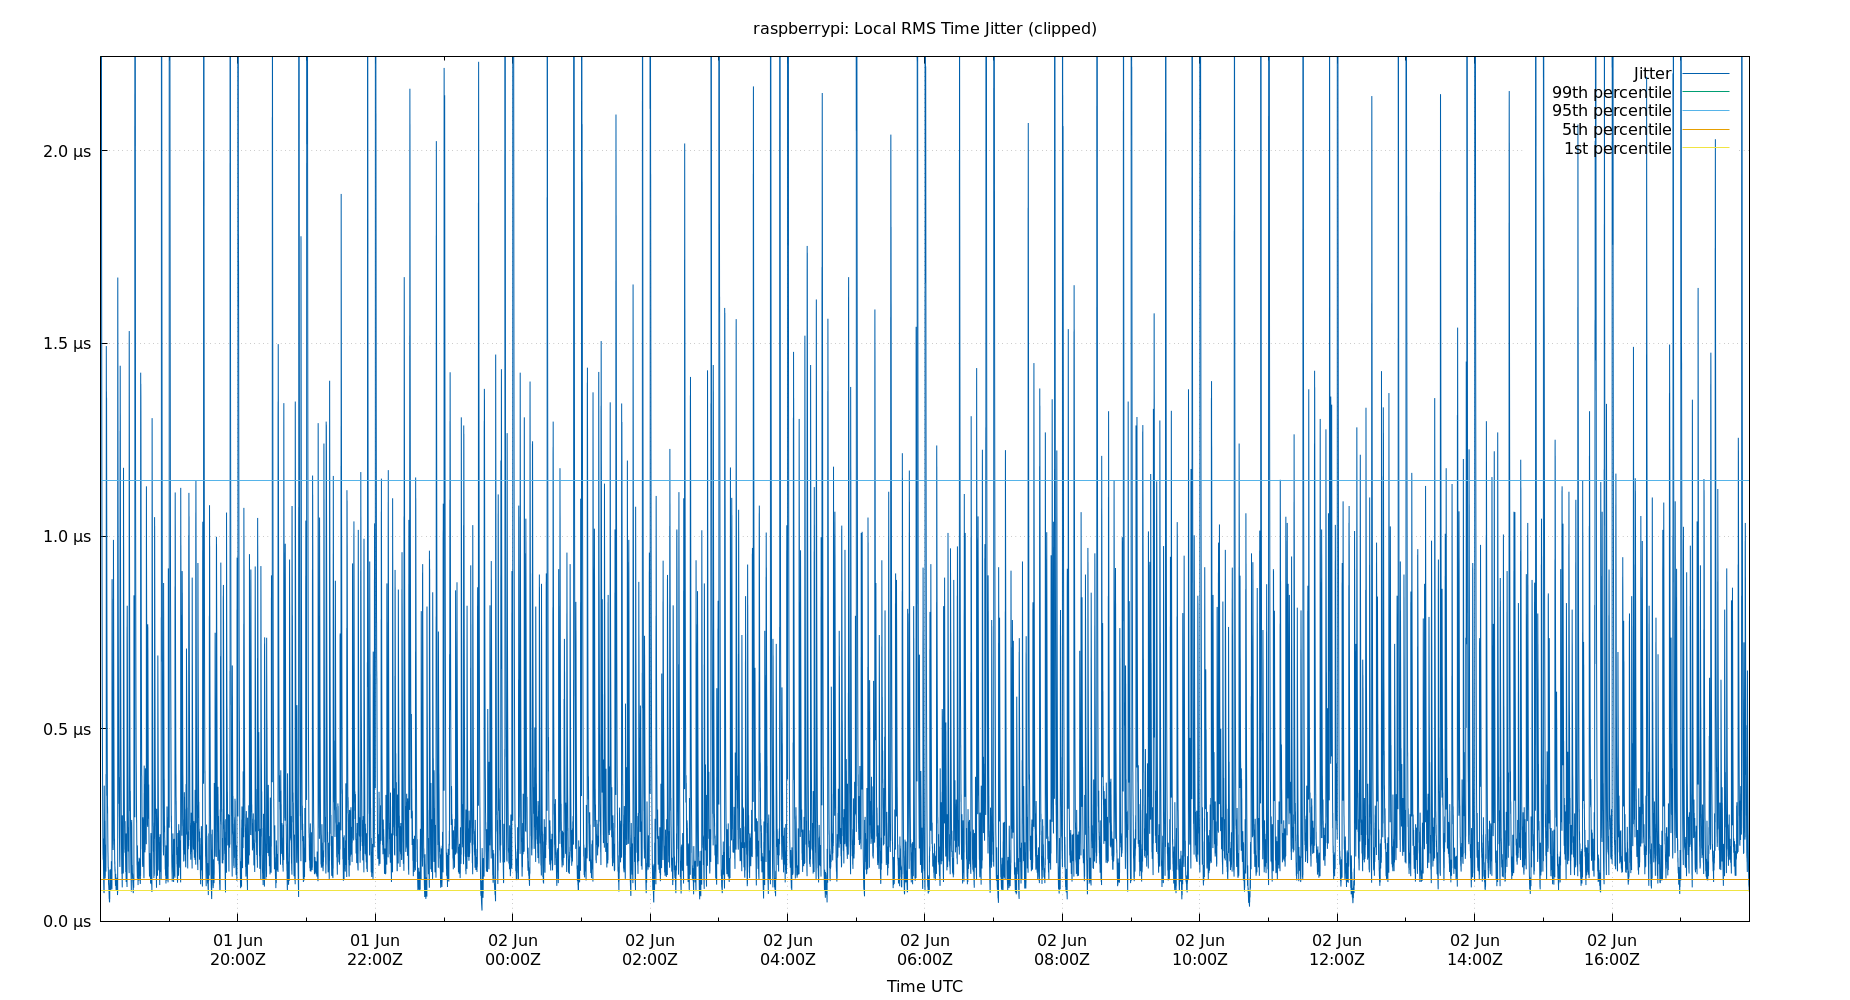 raspberrypi: Local RMS Time Jitter (clipped)
Jitter
99th percentile
95th percentile
5th percentile
1st percentile
2.0 µs
1.5 µs
1.0 µs
0.5 µs
0.0 µs
01 Jun 01 Jun 02 Jun 02 Jun 02 Jun 02 Jun 02 Jun 02 Jun 02 Jun 02 Jun 02 Jun
20:00Z 22:00Z 00:00Z 02:00Z 04:00Z 06:00Z 08:00Z 10:00Z 12:00Z 14:00Z 16:00Z
Time UTC